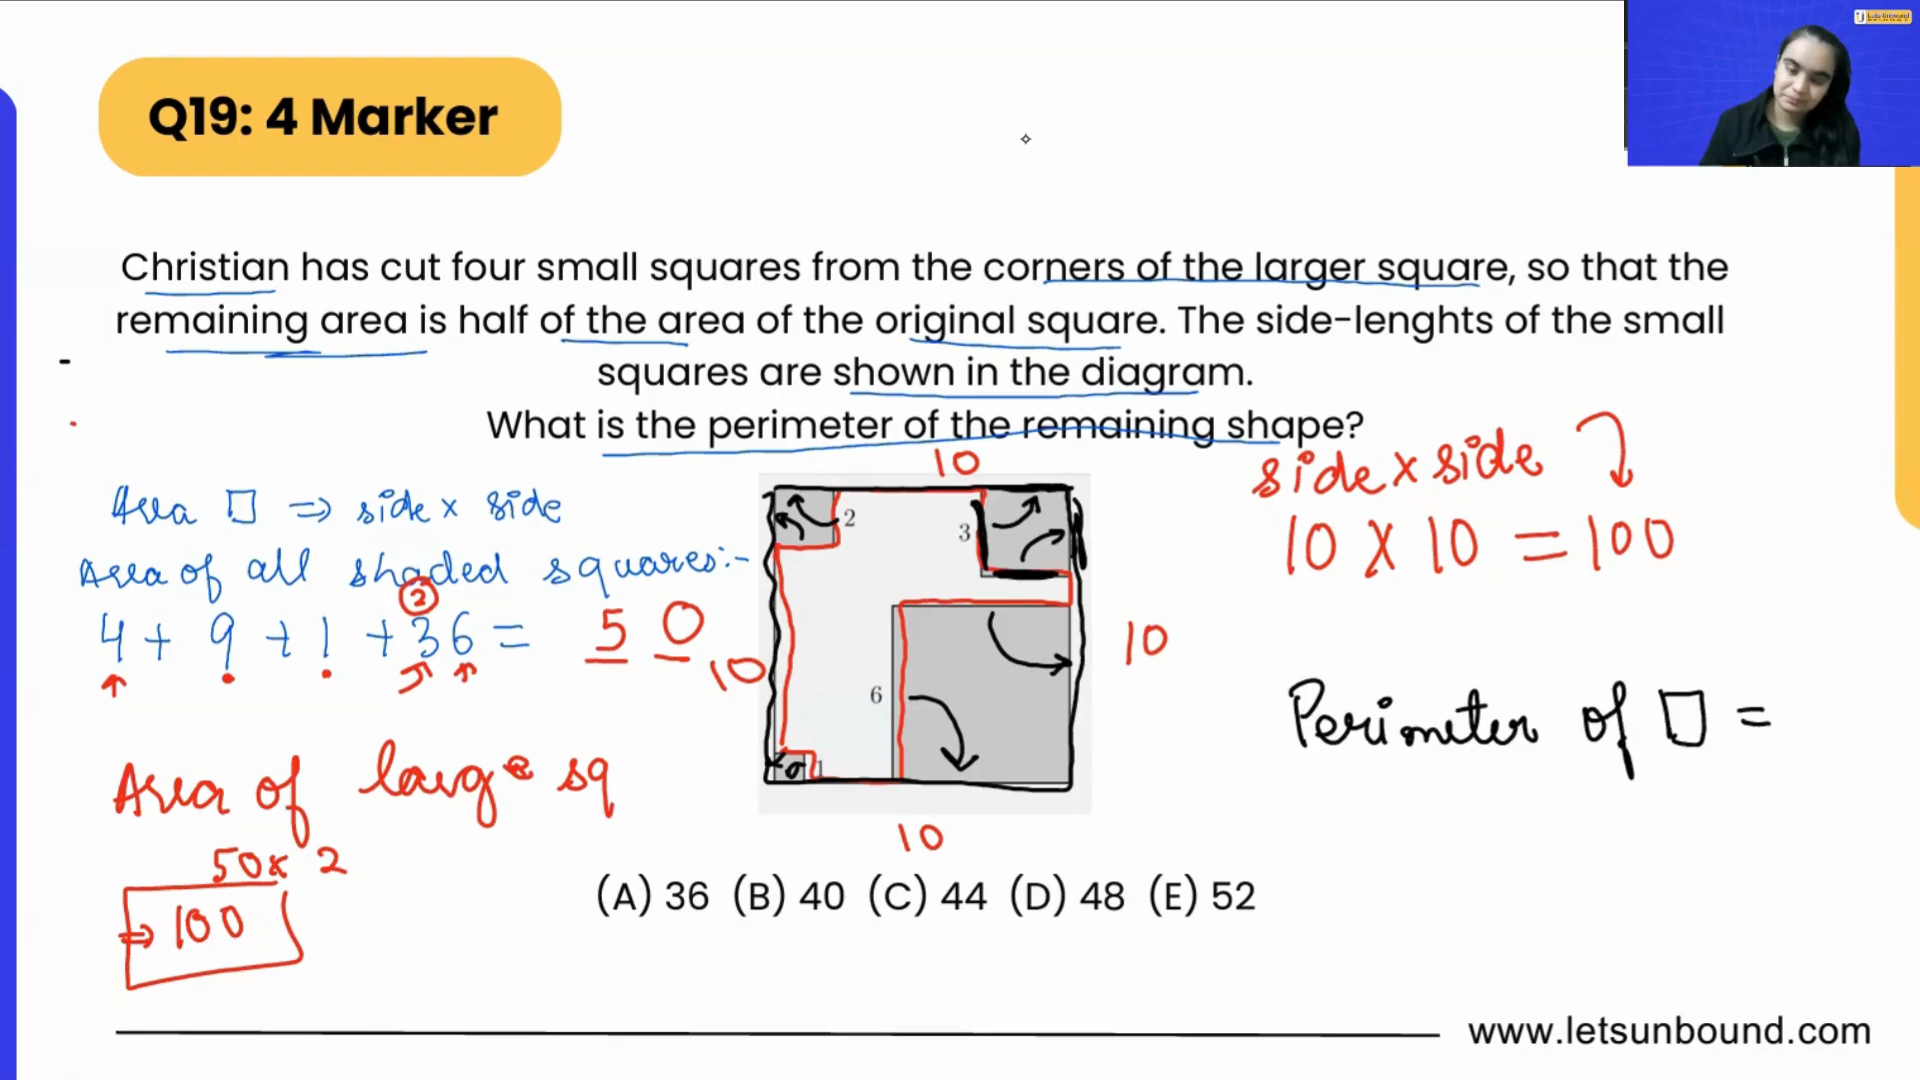 Lets Unbound
Q19: 4 Marker
Christian has cut four small squares from the corners of the larger square, so that the
remaining area is half of the area of the original square. The side-lenghts of the small
squares are shown in the diagram.
What is the perimeter of the remaining shape?
side x side
10 x 10 = 100
Area □ ⇒ side x side
Area of all shaded squares:-
2
4 + 9 + 1 + 36 = 50
10
2
3
10
6
1
10
10
Perimeter of □ =
Area of large sq
50 x 2
⇒ 100
(A) 36 (B) 40 (C) 44 (D) 48 (E) 52
www.letsunbound.com